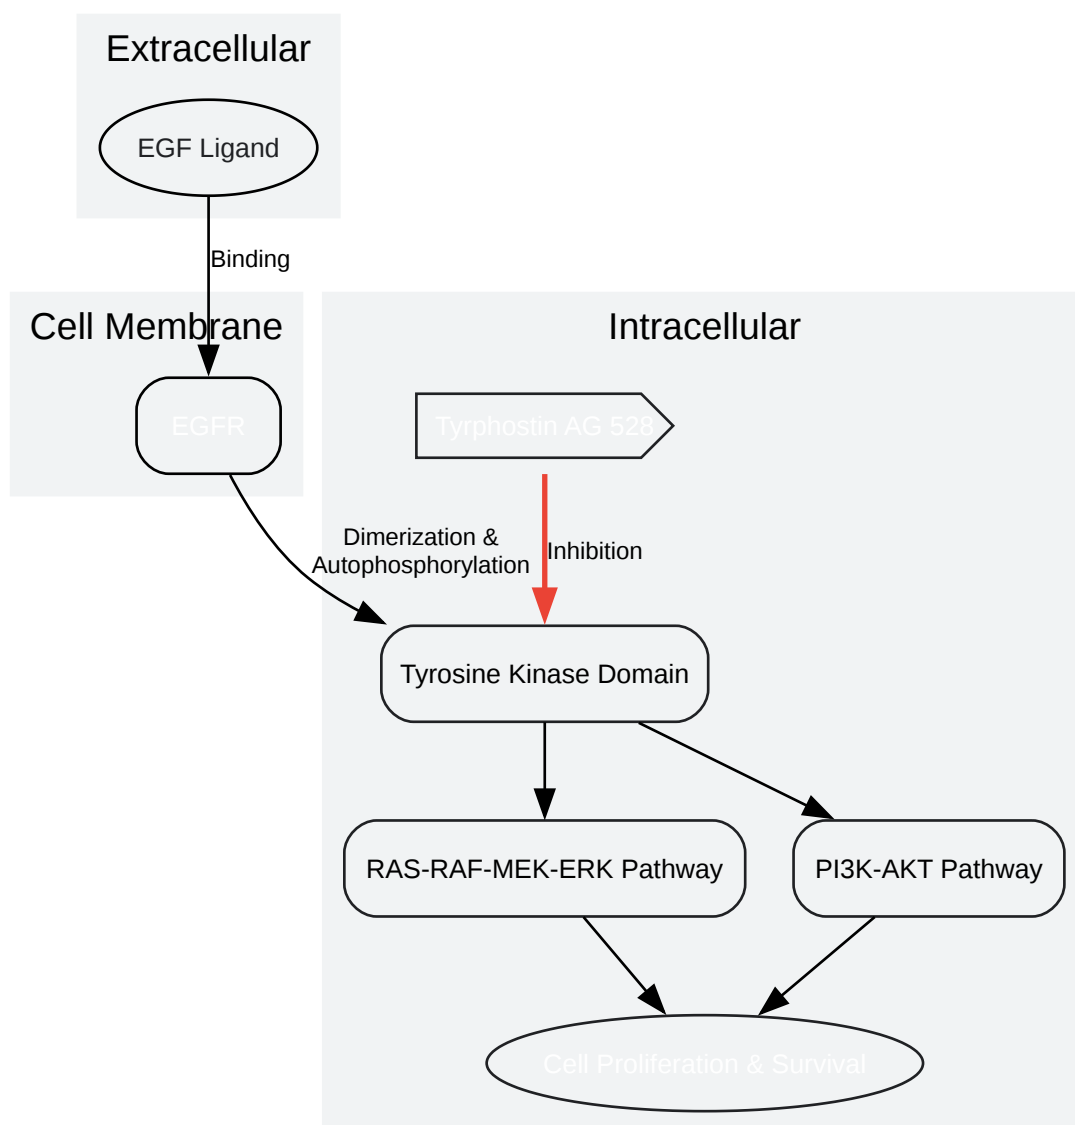 Extracellular
EGF Ligand
Binding
Cell Membrane
Intracellular
EGFR
Tyrphostin AG 528
Dimerization &
Autophosphorylation
Inhibition
Tyrosine Kinase Domain
RAS-RAF-MEK-ERK Pathway
PI3K-AKT Pathway
Cell Proliferation & Survival